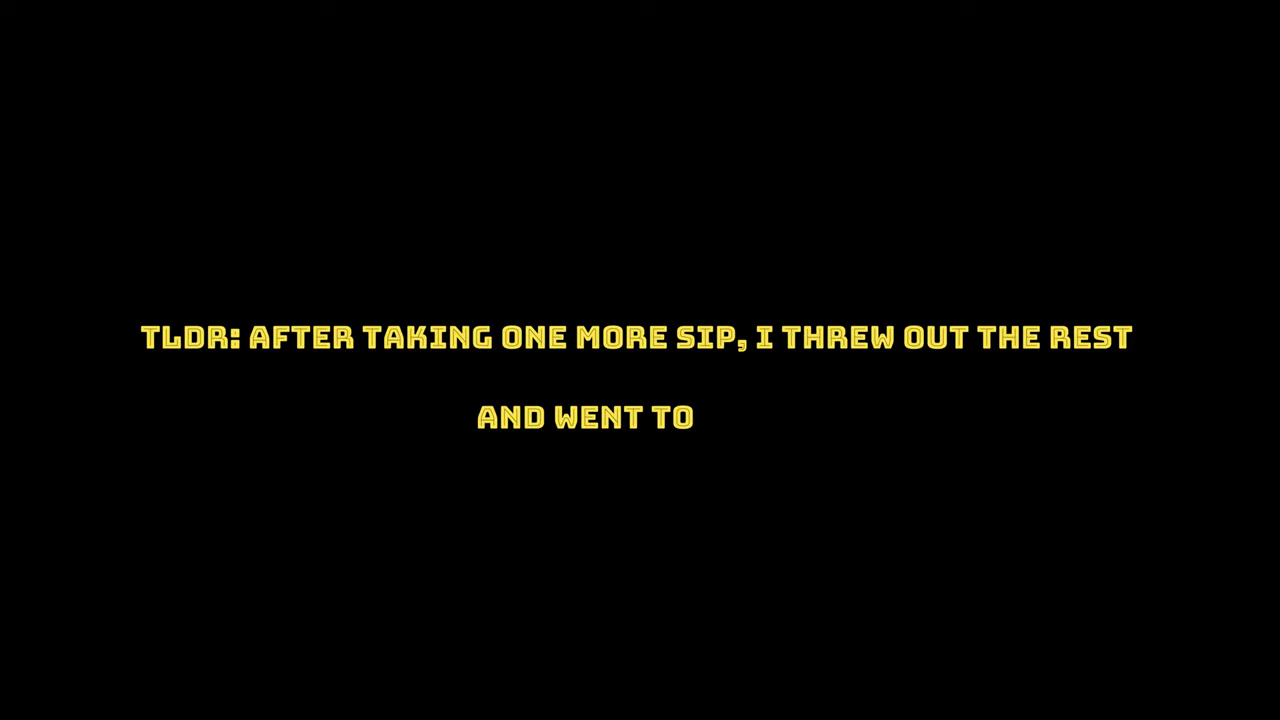 TLDR: AFTER TAKING ONE MORE SIP, I THREW OUT THE REST
AND WENT TO